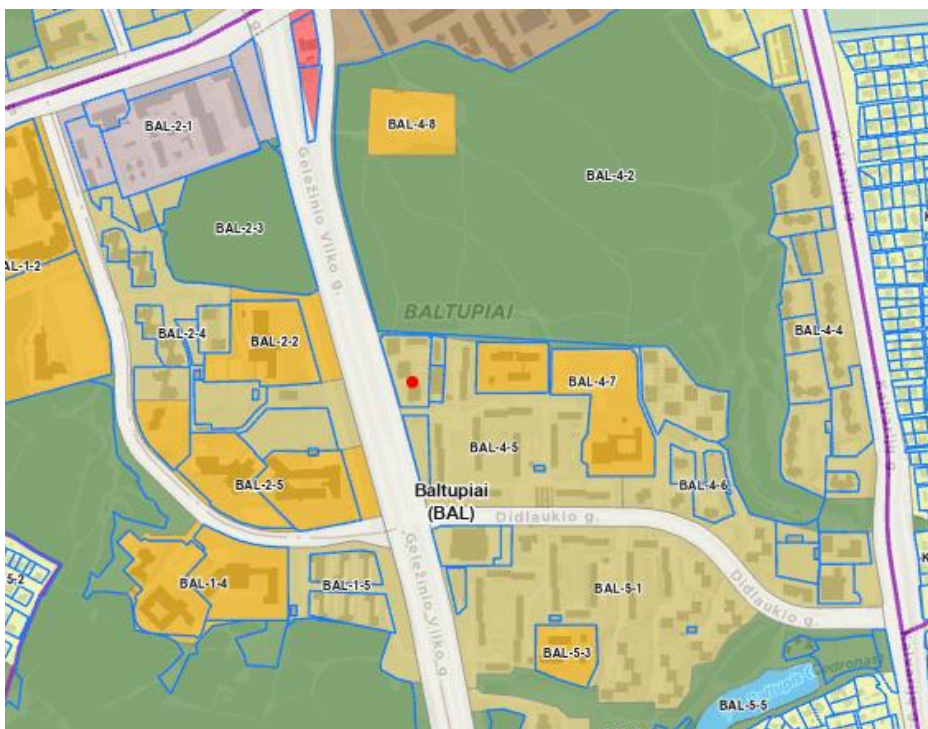 BAL-2-1
BAL-4-8
BAL-4-2
BAL-2-3
Geležinio Vilko g.
BALTUPIAI
BAL-2-4
BAL-2-2
BAL-4-4
BAL-4-7
BAL-4-5
BAL-4-6
BAL-2-5
Baltupiai
(BAL)
Didlaukio g.
Geležinio Vilko g.
BAL-1-4
BAL-1-5
BAL-5-1
Didlaukio g.
BAL-5-3
BAL-5-5